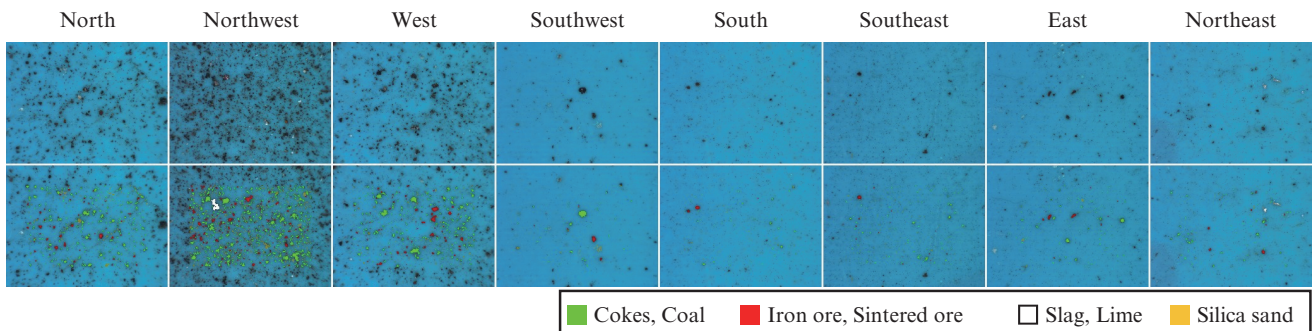 North Northwest West Southwest South Southeast East Northeast
Cokes, Coal Iron ore, Sintered ore Slag, Lime Silica sand